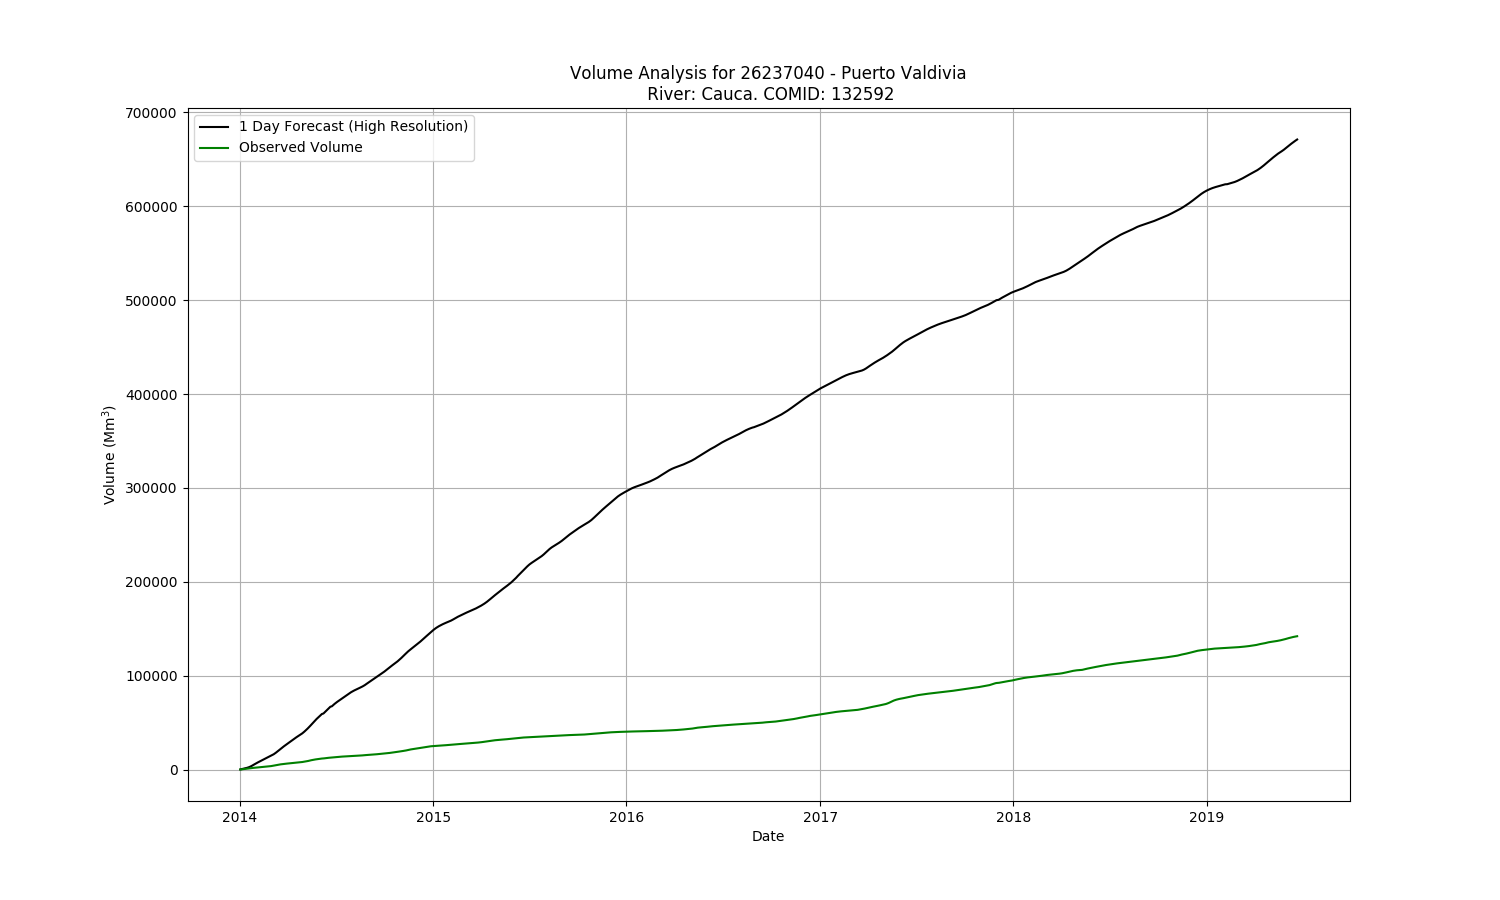 Volume Analysis for 26237040 - Puerto Valdivia
River: Cauca. COMID: 132592
1 Day Forecast (High Resolution)
Observed Volume
Volume (Mm³)
700000
600000
500000
400000
300000
200000
100000
0
2014 2015 2016 2017 2018 2019
Date